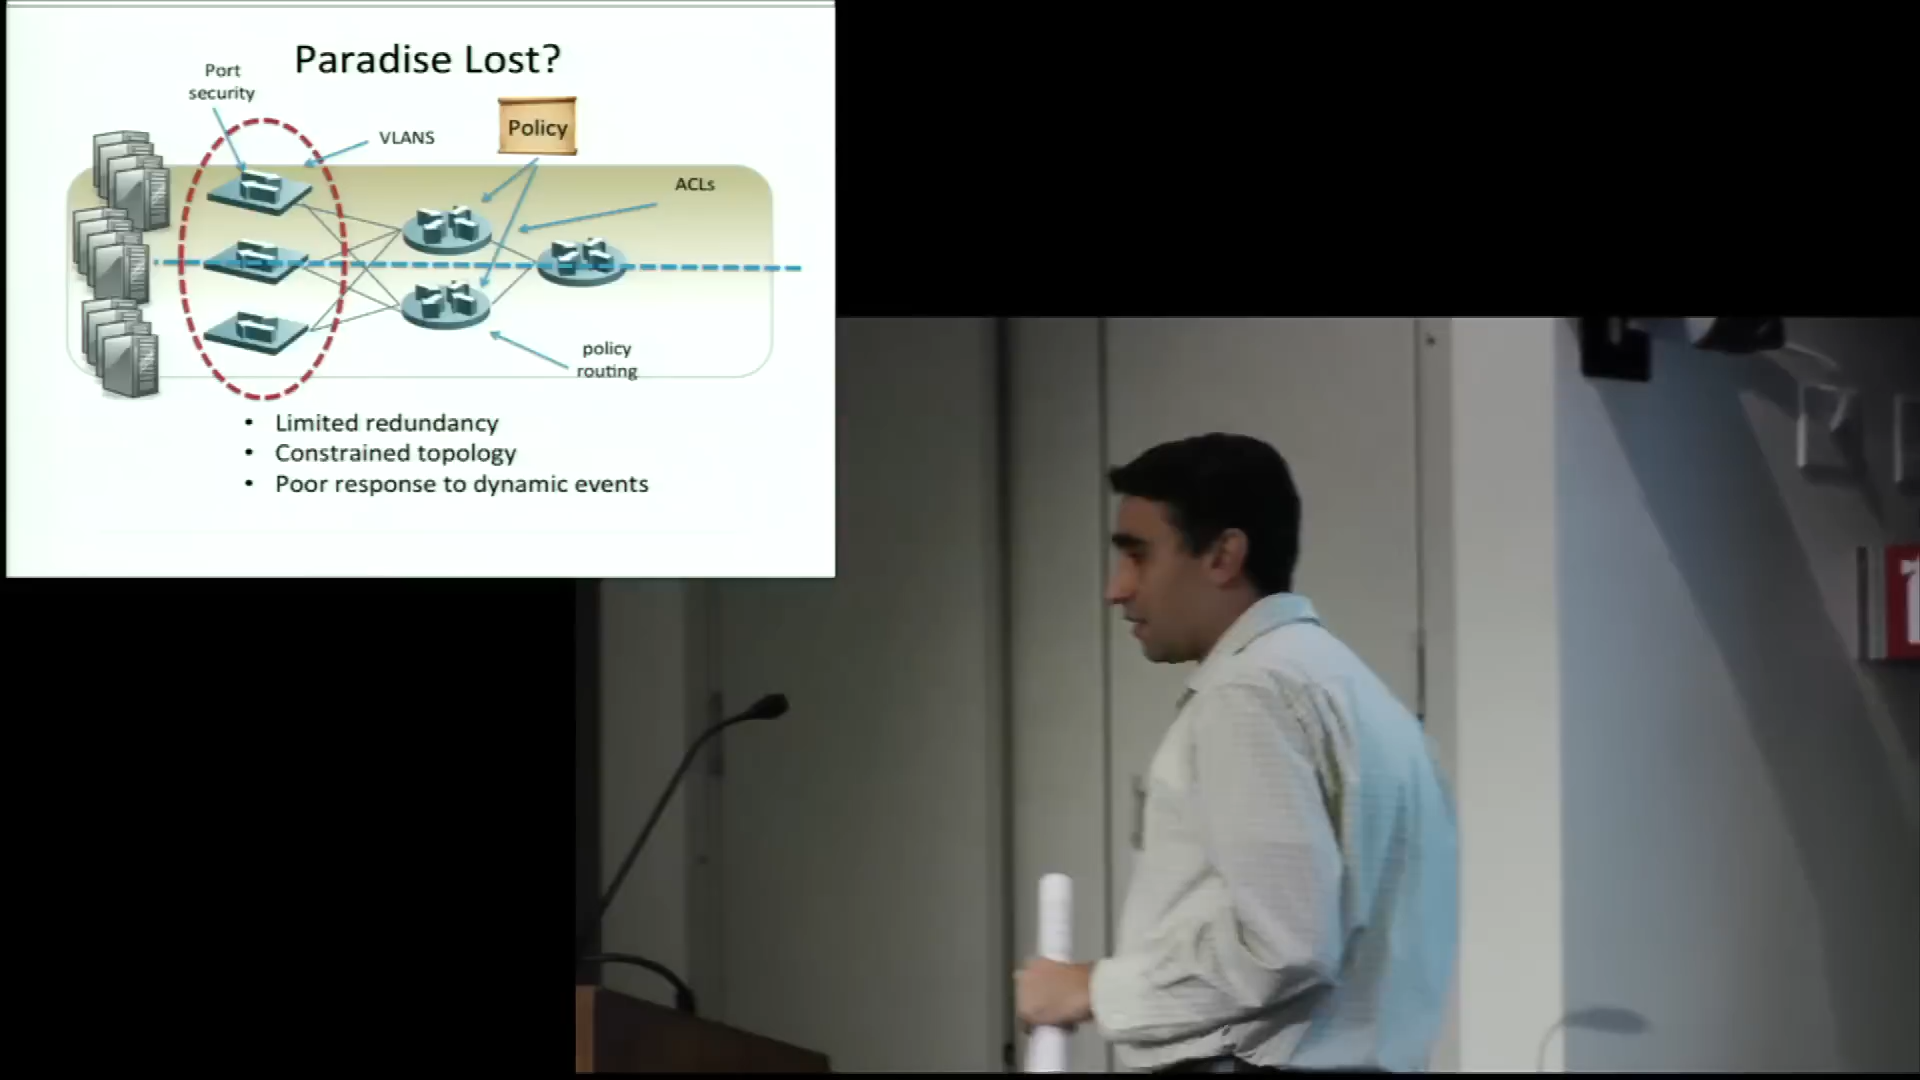 Paradise Lost?
Port
security
VLANS
Policy
ACLs
policy
routing
• Limited redundancy
• Constrained topology
• Poor response to dynamic events